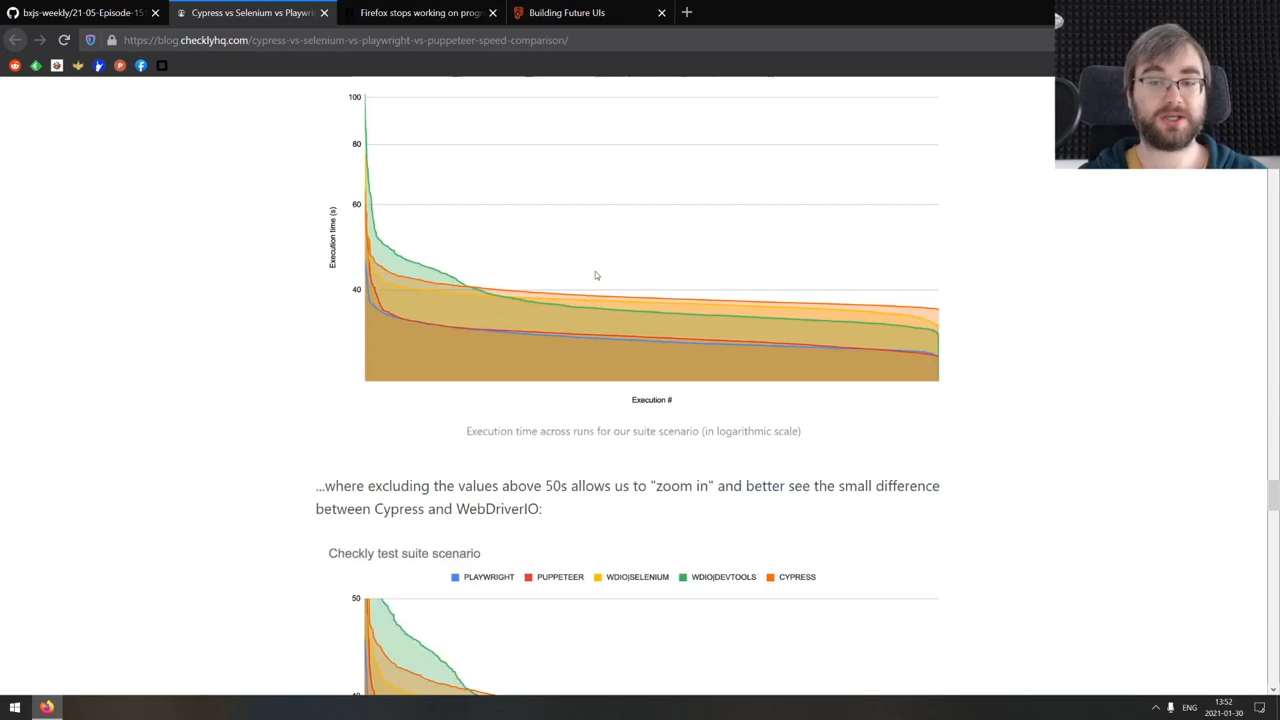 bxjs-weekly/21-05-Episode-15
Cypress vs Selenium vs Playwri
Firefox stops working on prog
Building Future UIs
https://blog.checklyhq.com/cypress-vs-selenium-vs-playwright-vs-puppeteer-speed-comparison/
100
80
60
40
Execution time (s)
Execution #
Execution time across runs for our suite scenario (in logarithmic scale)
...where excluding the values above 50s allows us to "zoom in" and better see the small difference
between Cypress and WebDriverIO:
Checkly test suite scenario
PLAYWRIGHT PUPPETEER WDIO|SELENIUM WDIO|DEVTOOLS CYPRESS
50
ENG
13:52
2021-01-30